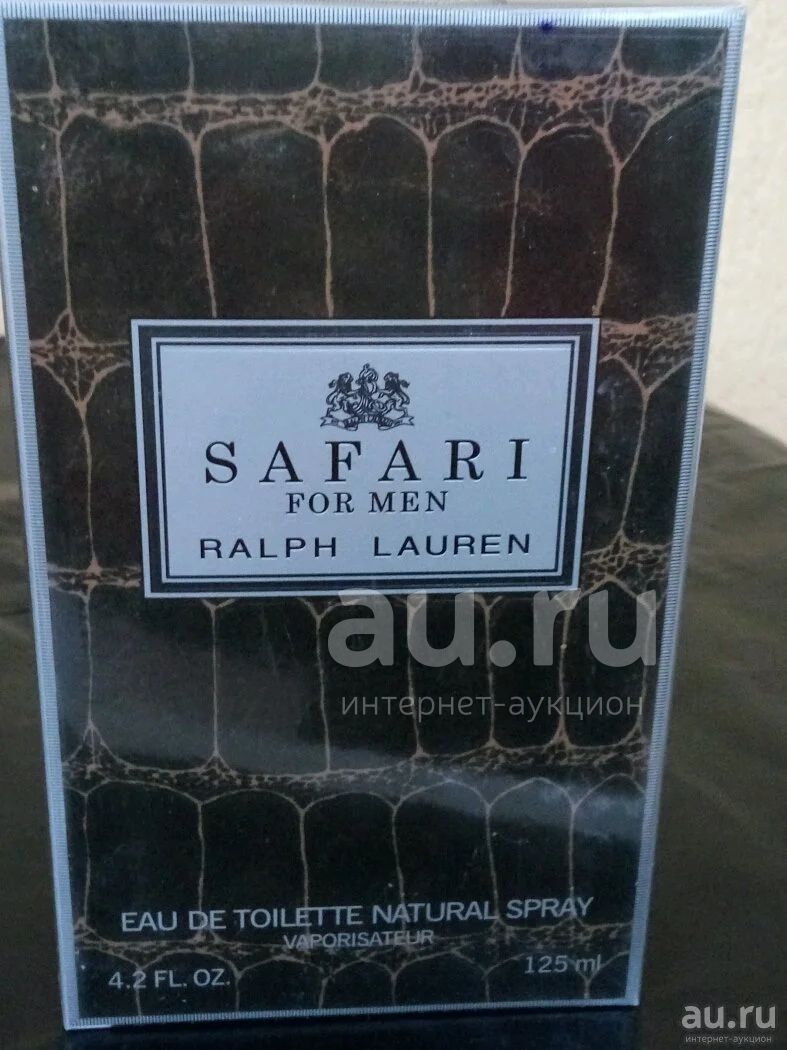 SAFARI
FOR MEN
RALPH LAUREN
au.ru
интернет-аукцион
EAU DE TOILETTE NATURAL SPRAY
VAPORISATEUR
4.2 FL. OZ.
125 ml
au.ru
интернет-аукцион